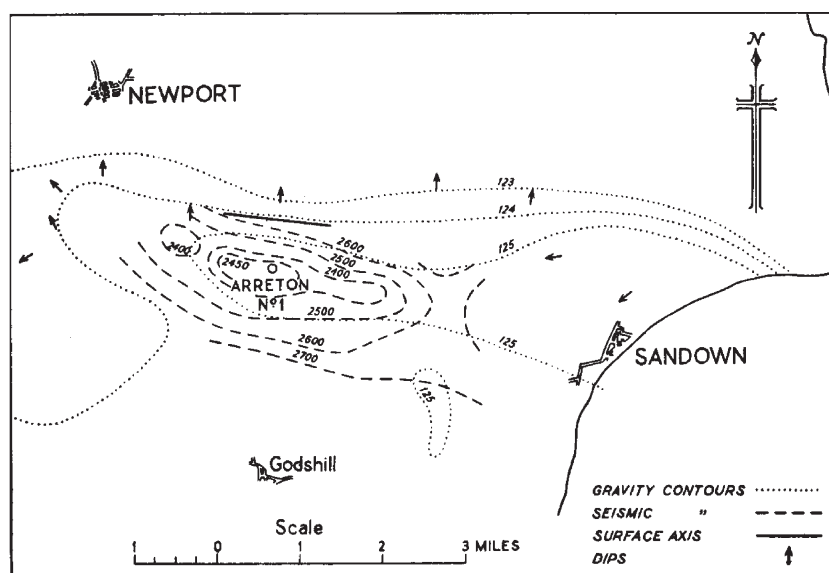 N
NEWPORT
123
124
125
2600
2500
2400
2400
2450
ARRETON
Nº1
2500
2600
2700
125
125
SANDOWN
Godshill
GRAVITY CONTOURS
SEISMIC "
SURFACE AXIS
DIPS
Scale
1 0 1 2 3 MILES